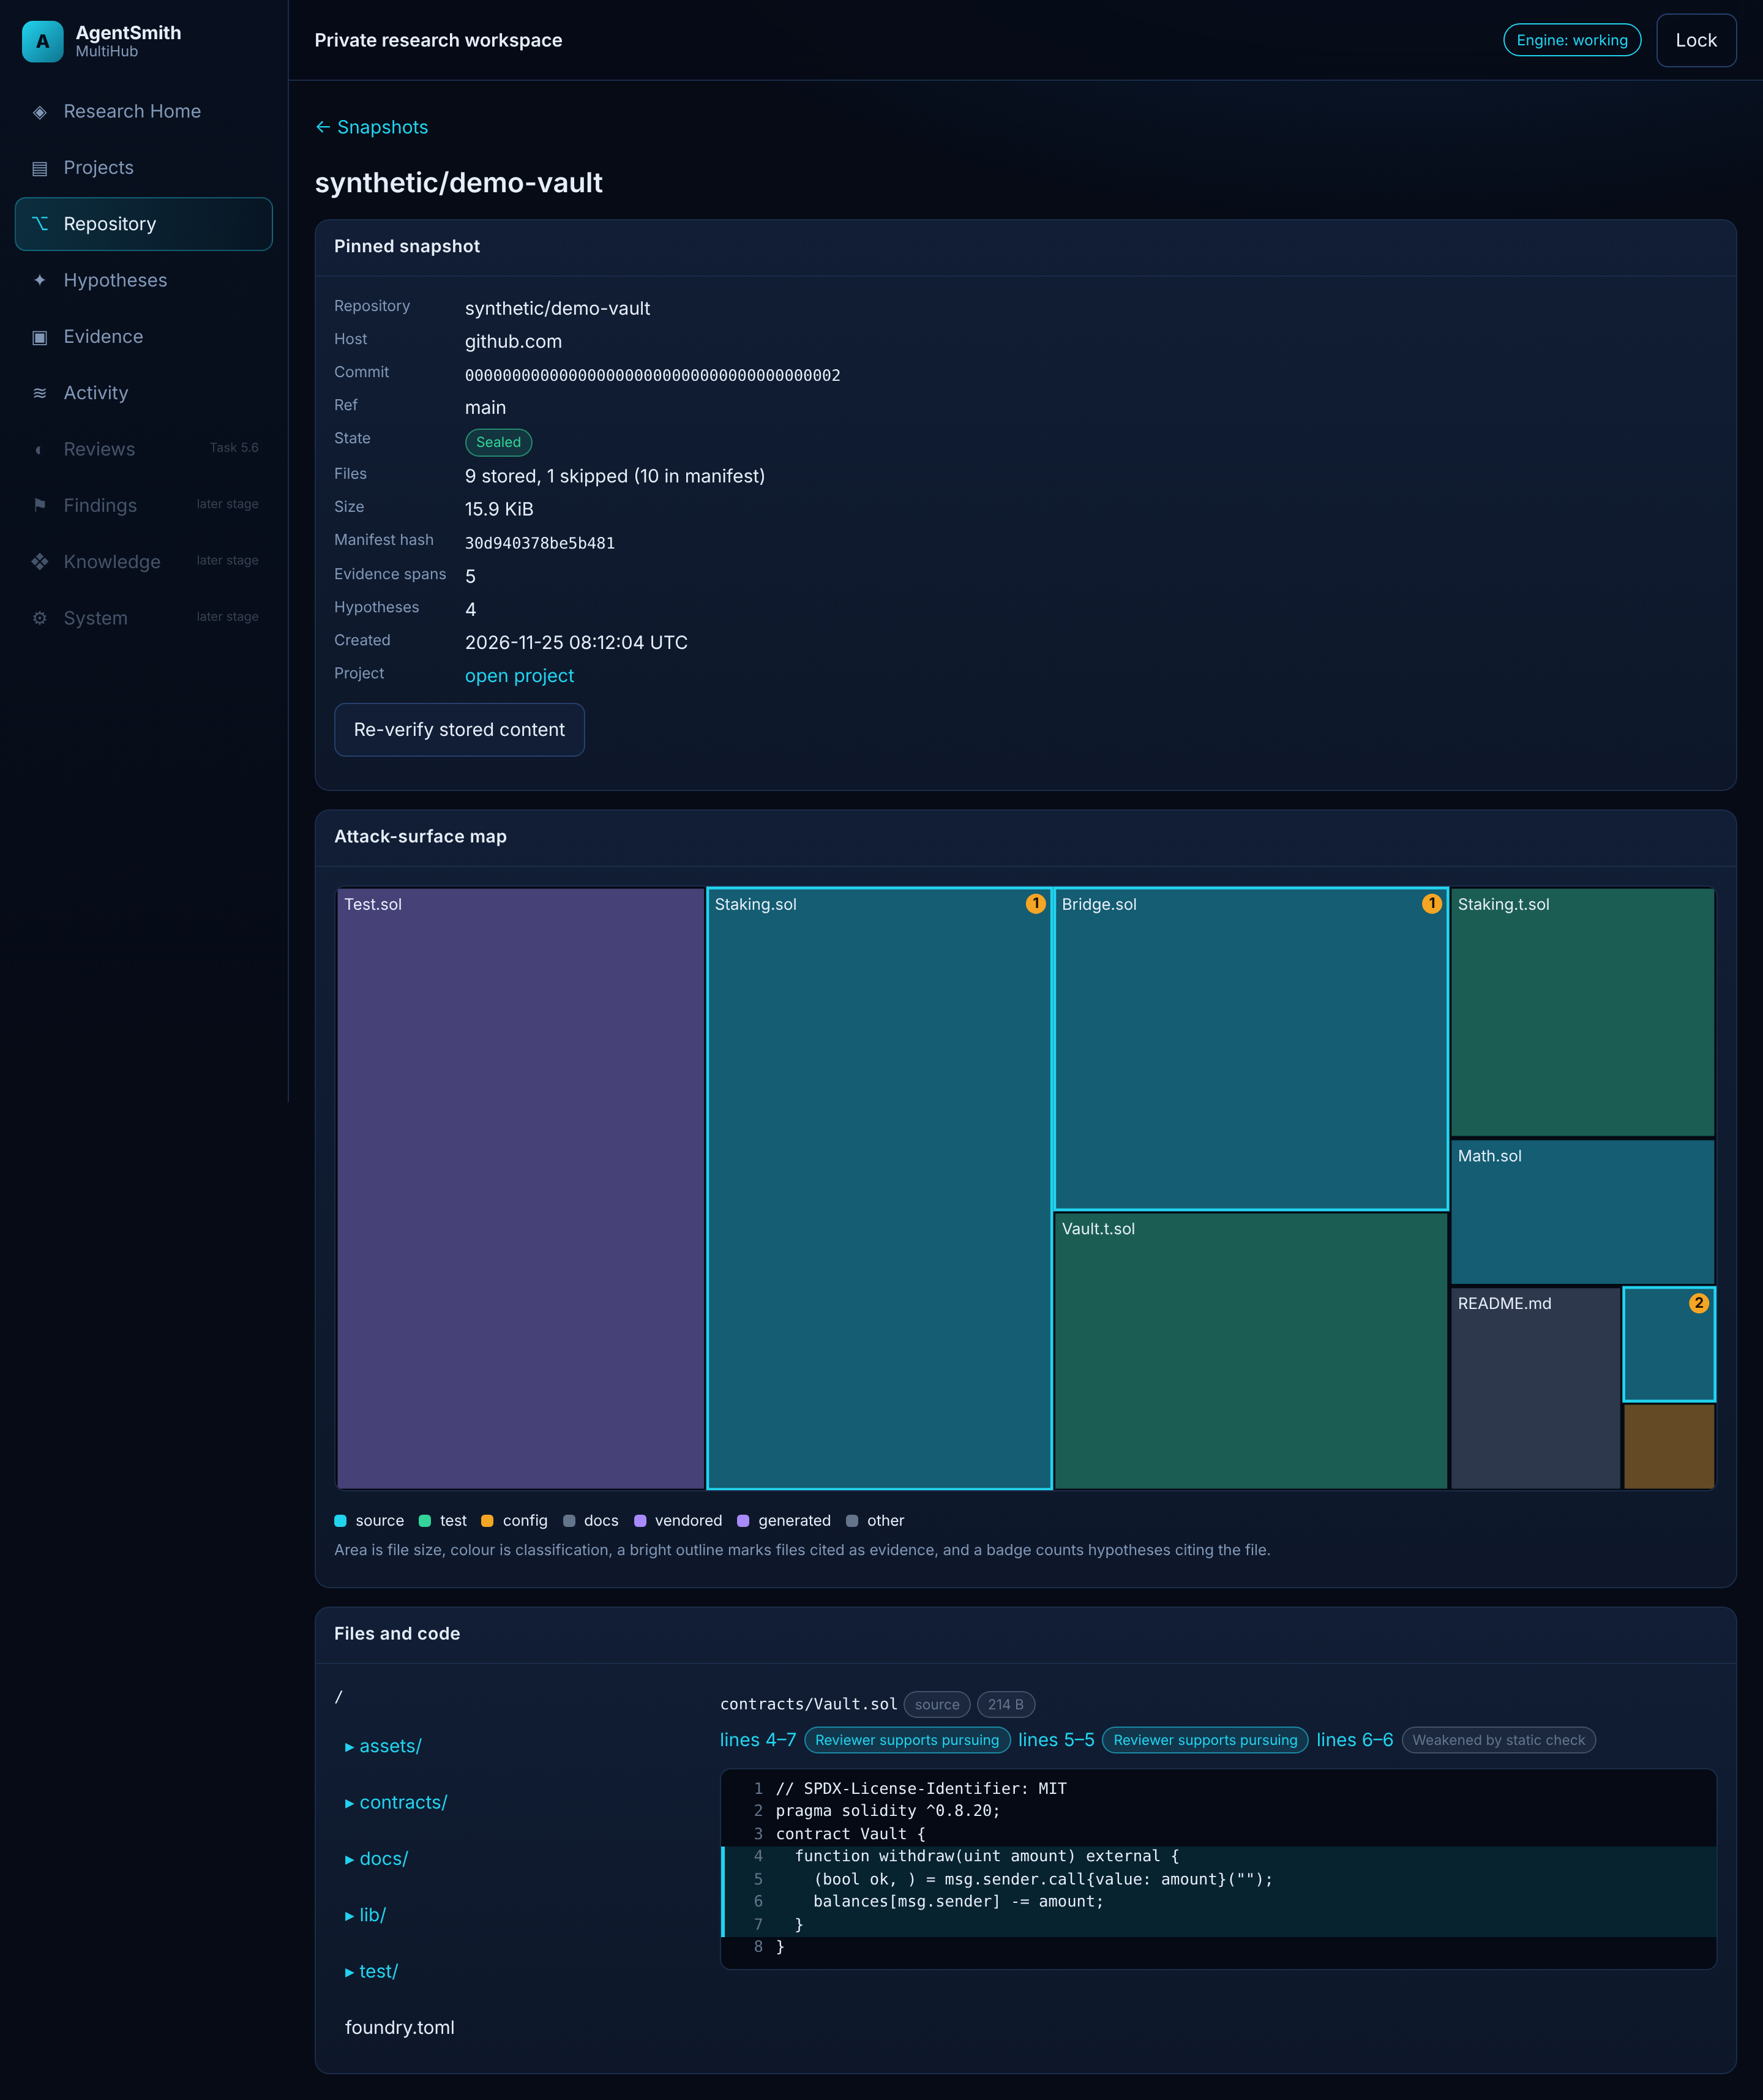 A
AgentSmith
MultiHub
Private research workspace
Engine: working
Lock
Research Home
Projects
Repository
Hypotheses
Evidence
Activity
Reviews Task 5.6
Findings later stage
Knowledge later stage
System later stage
← Snapshots
synthetic/demo-vault
Pinned snapshot
Repository synthetic/demo-vault
Host github.com
Commit 0000000000000000000000000000000000000002
Ref main
State Sealed
Files 9 stored, 1 skipped (10 in manifest)
Size 15.9 KiB
Manifest hash 30d940378be5b481
Evidence spans 5
Hypotheses 4
Created 2026-11-25 08:12:04 UTC
Project open project
Re-verify stored content
Attack-surface map
Test.sol
Staking.sol 1
Bridge.sol 1
Staking.t.sol
Math.sol
Vault.t.sol
README.md
2
source test config docs vendored generated other
Area is file size, colour is classification, a bright outline marks files cited as evidence, and a badge counts hypotheses citing the file.
Files and code
/
▸ assets/
▸ contracts/
▸ docs/
▸ lib/
▸ test/
foundry.toml
contracts/Vault.sol source 214 B
lines 4–7 Reviewer supports pursuing lines 5–5 Reviewer supports pursuing lines 6–6 Weakened by static check
1 // SPDX-License-Identifier: MIT
2 pragma solidity ^0.8.20;
3 contract Vault {
4 function withdraw(uint amount) external {
5 (bool ok, ) = msg.sender.call{value: amount}("");
6 balances[msg.sender] -= amount;
7 }
8 }